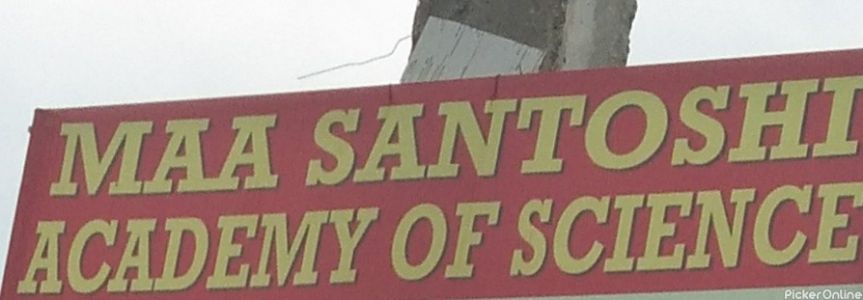 MAA SANTOSHI
ACADEMY OF SCIENCE
PickerOnline